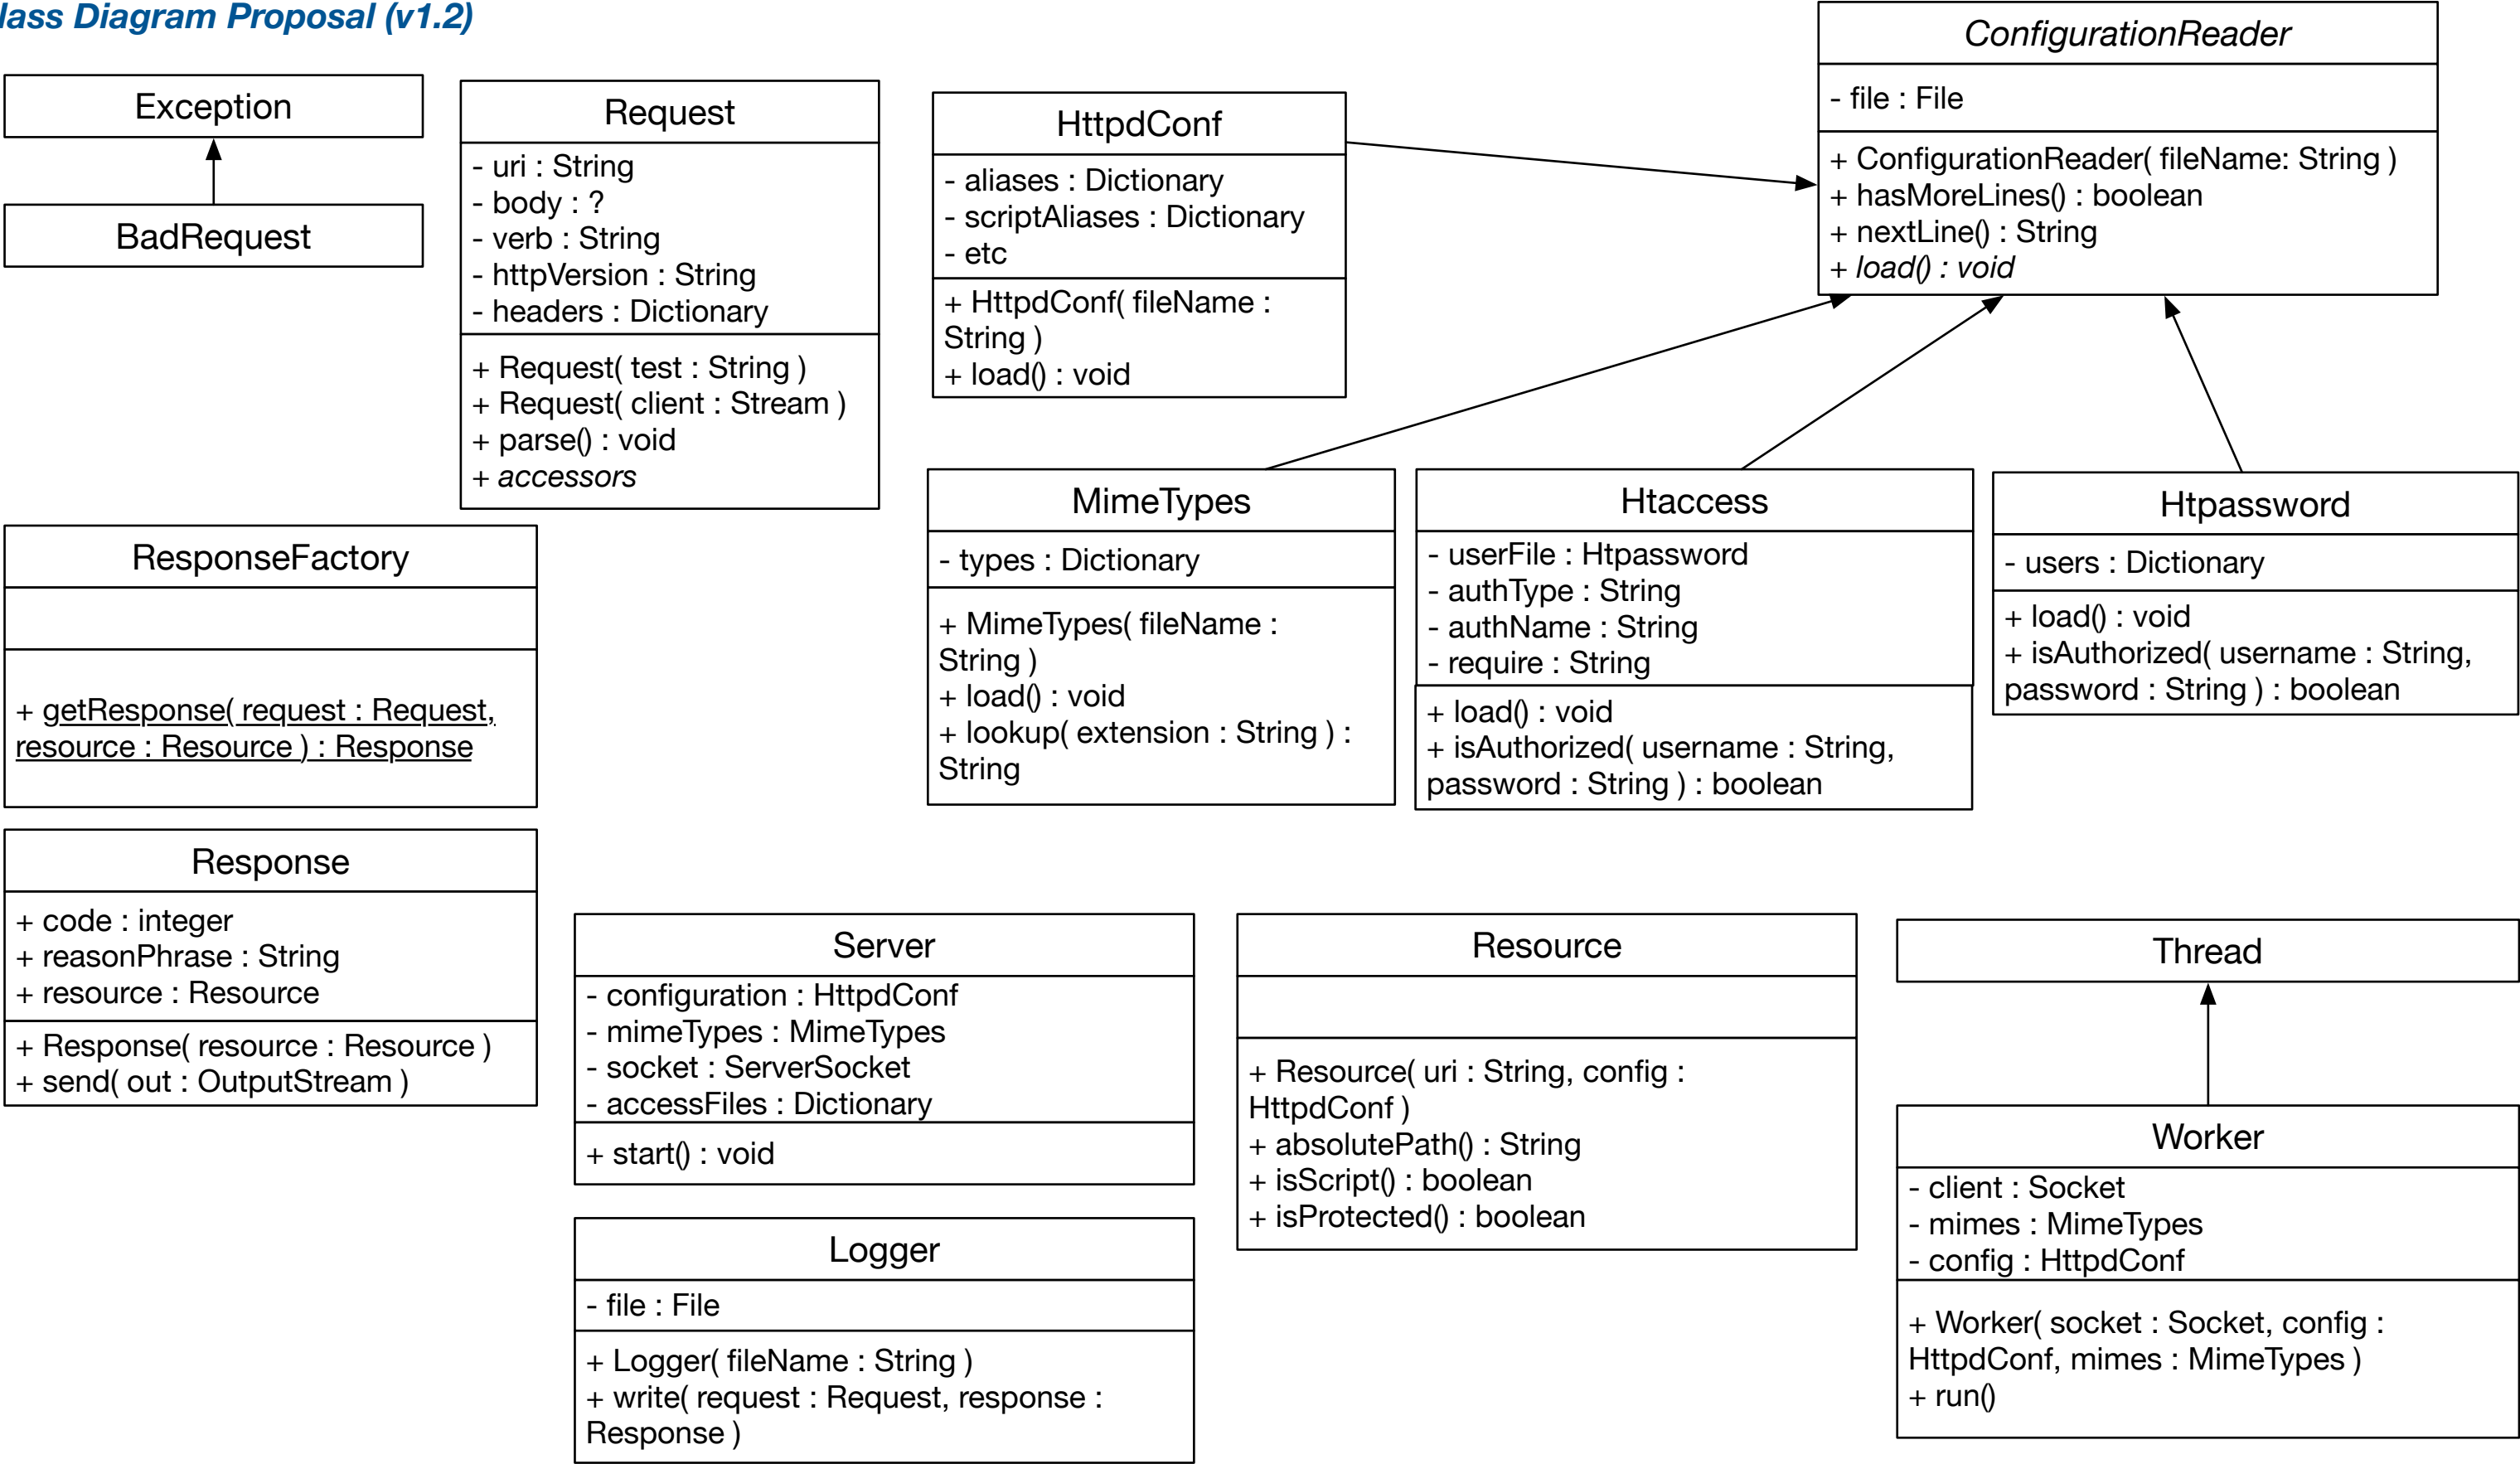 lass Diagram Proposal (v1.2)
Exception
BadRequest
Request
- uri : String
- body : ?
- verb : String
- httpVersion : String
- headers : Dictionary
+ Request( test : String )
+ Request( client : Stream )
+ parse() : void
+ accessors
HttpdConf
- aliases : Dictionary
- scriptAliases : Dictionary
- etc
+ HttpdConf( fileName :
String )
+ load() : void
ConfigurationReader
- file : File
+ ConfigurationReader( fileName: String )
+ hasMoreLines() : boolean
+ nextLine() : String
+ load() : void
MimeTypes
- types : Dictionary
+ MimeTypes( fileName :
String )
+ load() : void
+ lookup( extension : String ) :
String
Htaccess
- userFile : Htpassword
- authType : String
- authName : String
- require : String
+ load() : void
+ isAuthorized( username : String,
password : String ) : boolean
Htpassword
- users : Dictionary
+ load() : void
+ isAuthorized( username : String,
password : String ) : boolean
ResponseFactory
+ getResponse( request : Request,
resource : Resource ) : Response
Response
+ code : integer
+ reasonPhrase : String
+ resource : Resource
+ Response( resource : Resource )
+ send( out : OutputStream )
Server
- configuration : HttpdConf
- mimeTypes : MimeTypes
- socket : ServerSocket
- accessFiles : Dictionary
+ start() : void
Logger
- file : File
+ Logger( fileName : String )
+ write( request : Request, response :
Response )
Resource
+ Resource( uri : String, config :
HttpdConf )
+ absolutePath() : String
+ isScript() : boolean
+ isProtected() : boolean
Thread
Worker
- client : Socket
- mimes : MimeTypes
- config : HttpdConf
+ Worker( socket : Socket, config :
HttpdConf, mimes : MimeTypes )
+ run()